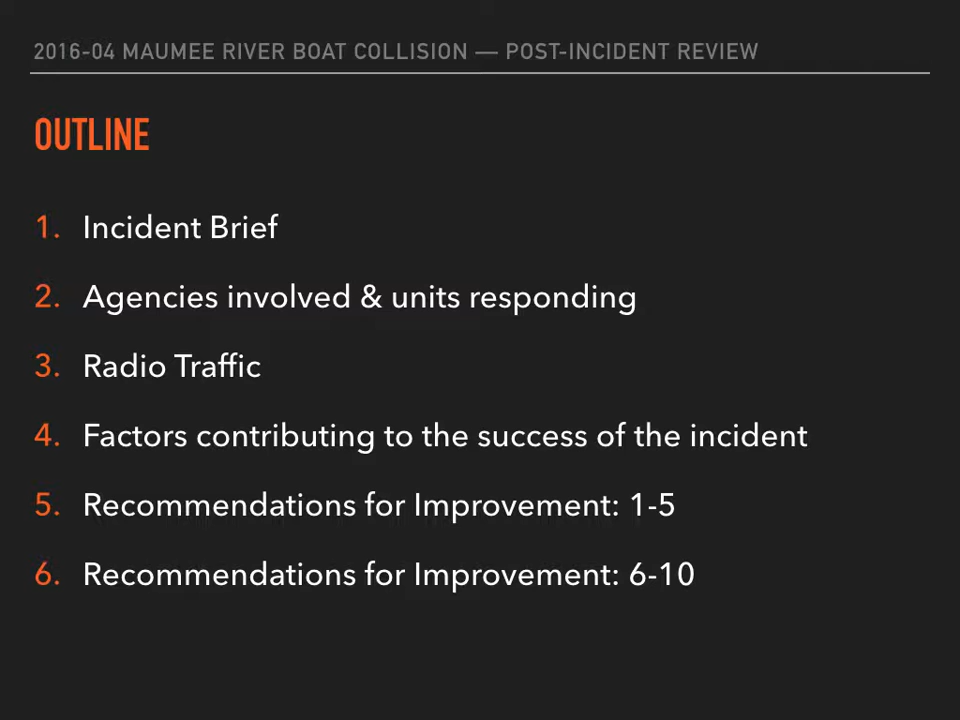 2016-04 MAUMEE RIVER BOAT COLLISION — POST-INCIDENT REVIEW
OUTLINE
1. Incident Brief
2. Agencies involved & units responding
3. Radio Traffic
4. Factors contributing to the success of the incident
5. Recommendations for Improvement: 1-5
6. Recommendations for Improvement: 6-10